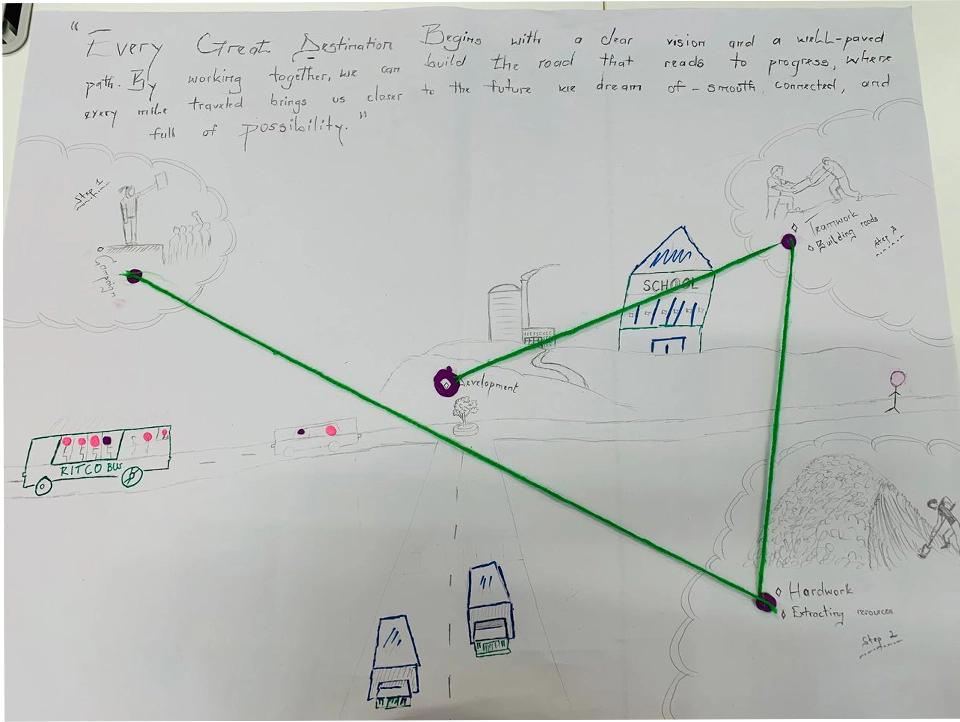 "Every Great Destination Begins with a clear vision and a well-paved
path. By working together, we can build the road that reads to progress, where
every mile traveled brings us closer to the future we dream of - smooth, connected, and
full of possibility."
Step 1
Campaign
Teamwork
Building roads
Step 3
SCHOOL
Development
RITCO BUS
Hardwork
Extracting resources
Step 2